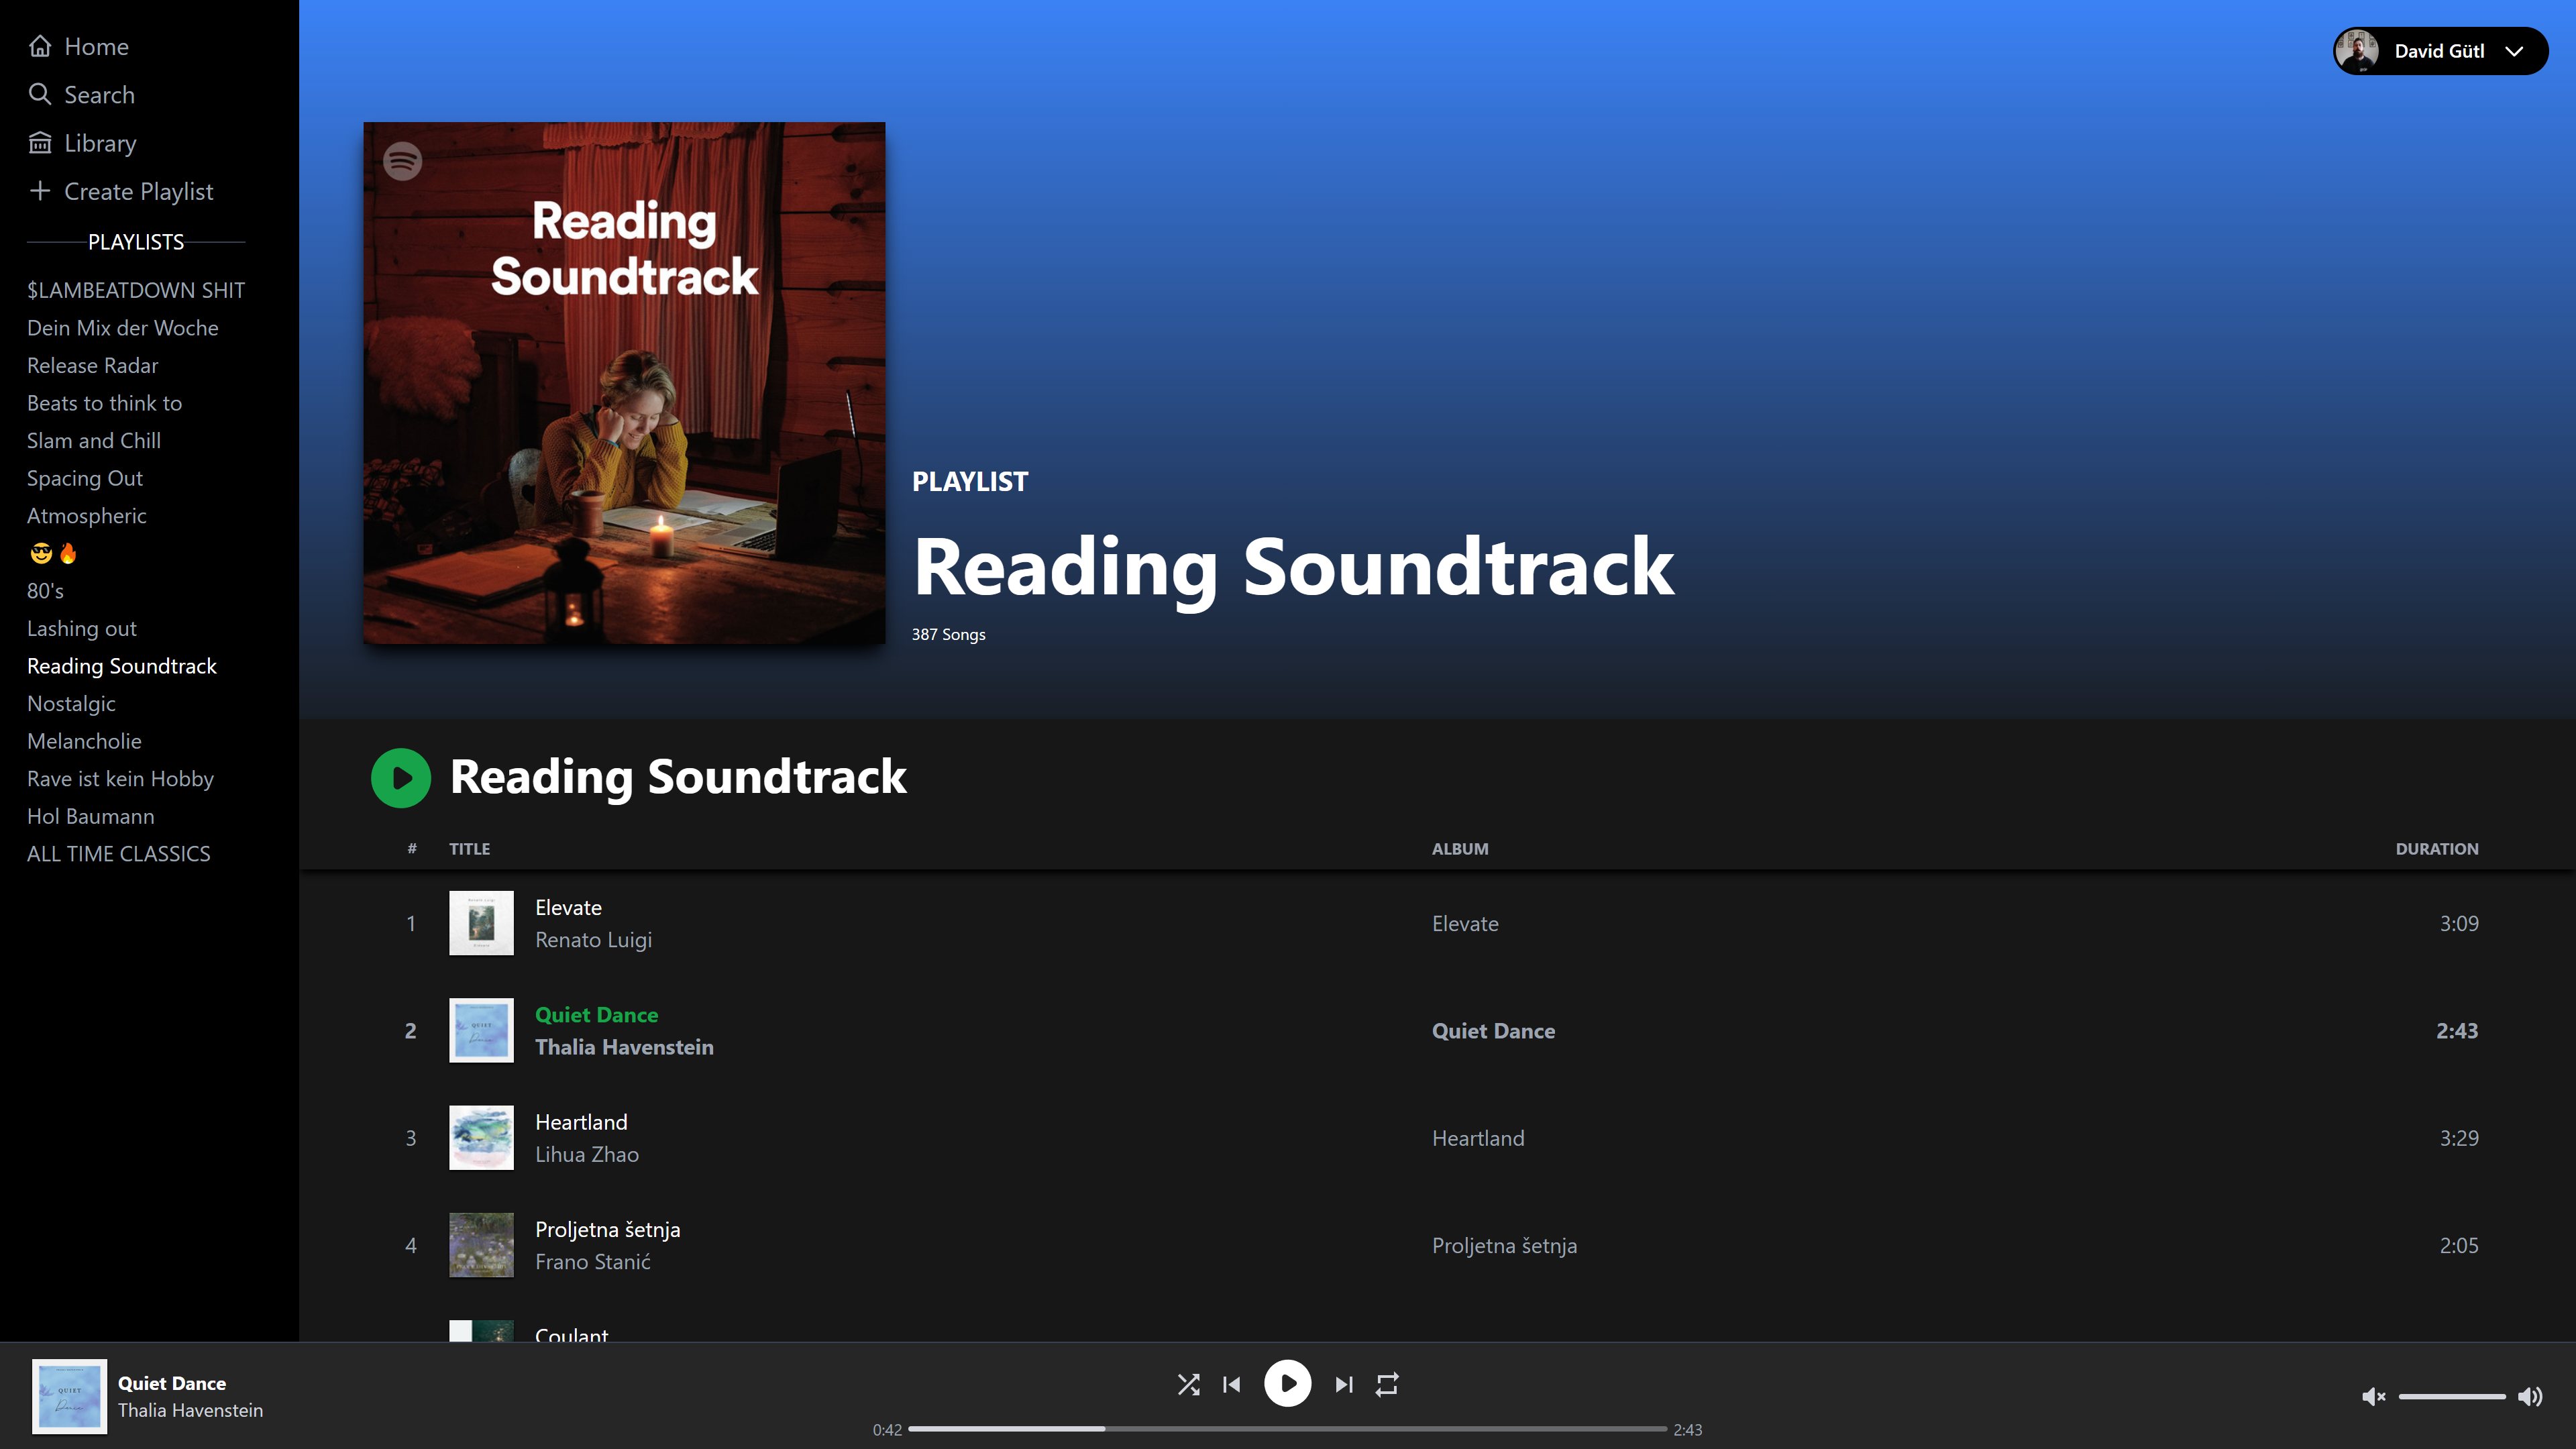 Home
Search
Library
Create Playlist
PLAYLISTS
$LAMBEATDOWN SHIT
Dein Mix der Woche
Release Radar
Beats to think to
Slam and Chill
Spacing Out
Atmospheric
😎🔥
80's
Lashing out
Reading Soundtrack
Nostalgic
Melancholie
Rave ist kein Hobby
Hol Baumann
ALL TIME CLASSICS
David Gütl
Reading
Soundtrack
PLAYLIST
Reading Soundtrack
387 Songs
Reading Soundtrack
# TITLE ALBUM DURATION
1 Elevate Elevate 3:09
Renato Luigi
2 Quiet Dance Quiet Dance 2:43
Thalia Havenstein
QUIET
Dance
3 Heartland Heartland 3:29
Lihua Zhao
4 Proljetna šetnja Proljetna šetnja 2:05
Frano Stanić
Coulant
QUIET
Dance
Quiet Dance
Thalia Havenstein
0:42 2:43